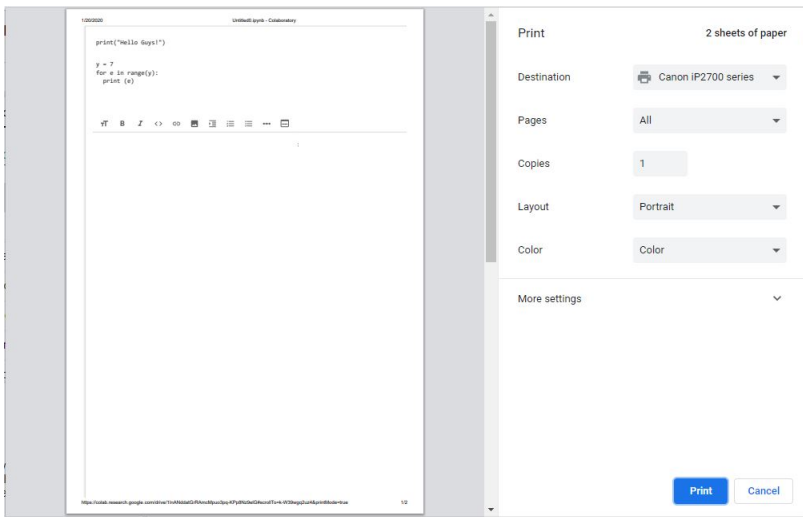 1/20/2020 Untitled0.ipynb - Colaboratory
print("Hello Guys!")
y = 7
for e in range(y):
print (e)
1/2
Print 2 sheets of paper
Destination Canon iP2700 series
Pages All
Copies 1
Layout Portrait
Color Color
More settings
Print Cancel